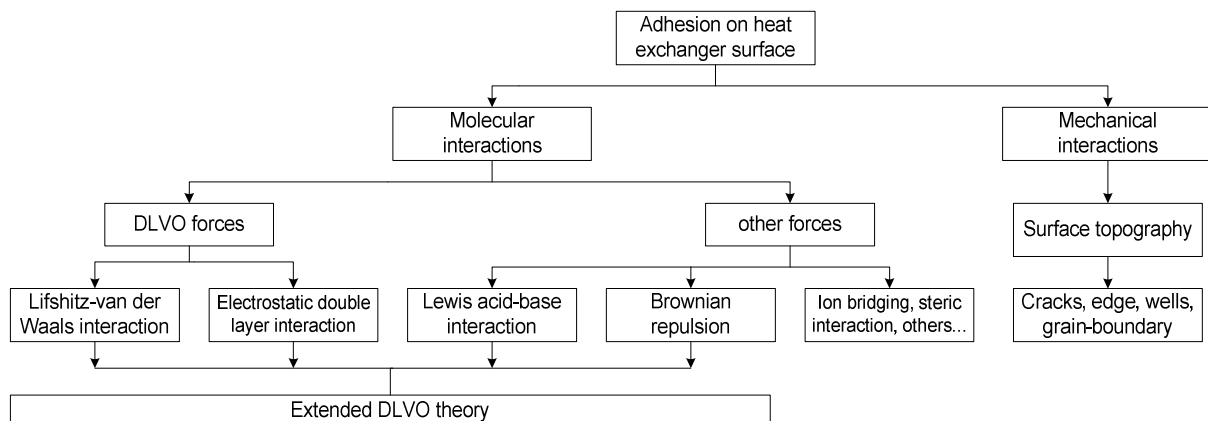 Adhesion on heat
exchanger surface
Molecular
interactions
Mechanical
interactions
DLVO forces
other forces
Surface topography
Lifshitz-van der
Waals interaction
Electrostatic double
layer interaction
Lewis acid-base
interaction
Brownian
repulsion
Ion bridging, steric
interaction, others...
Cracks, edge, wells,
grain-boundary
Extended DLVO theory